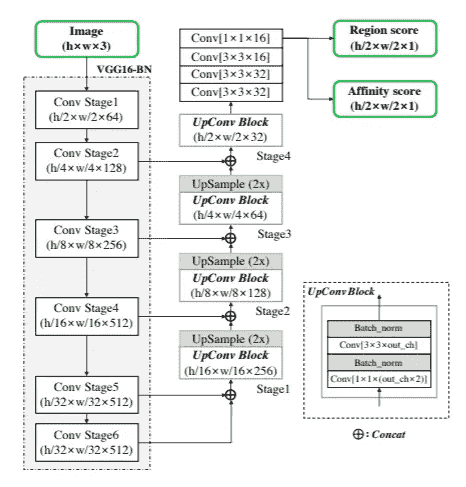 Image
(h×w×3)
VGG16-BN
Conv Stage1
(h/2×w/2×64)
Conv Stage2
(h/4×w/4×128)
Conv Stage3
(h/8×w/8×256)
Conv Stage4
(h/16×w/16×512)
Conv Stage5
(h/32×w/32×512)
Conv Stage6
(h/32×w/32×512)
Conv[1×1×16]
Conv[3×3×16]
Conv[3×3×32]
Conv[3×3×32]
UpConv Block
(h/2×w/2×32)
Stage4
UpSample (2x)
UpConv Block
(h/4×w/4×64)
Stage3
UpSample (2x)
UpConv Block
(h/8×w/8×128)
Stage2
UpSample (2x)
UpConv Block
(h/16×w/16×256)
Stage1
Region score
(h/2×w/2×1)
Affinity score
(h/2×w/2×1)
UpConv Block
Batch_norm
Conv[3×3×out_ch]
Batch_norm
Conv[1×1×(out_ch×2)]
⊕: Concat